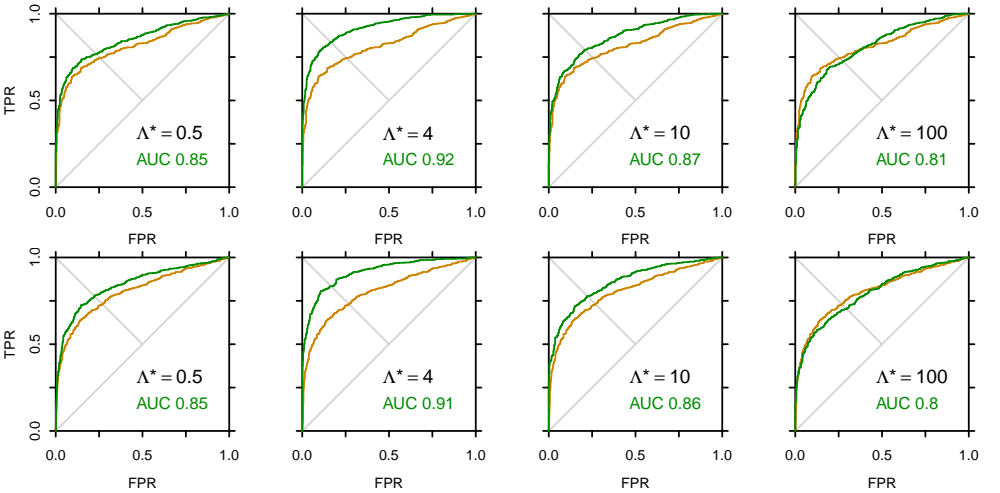 TPR
1.0
0.5
0.0
Λ* = 0.5
AUC 0.85
0.0 0.5 1.0
FPR
Λ* = 4
AUC 0.92
0.0 0.5 1.0
FPR
Λ* = 10
AUC 0.87
0.0 0.5 1.0
FPR
Λ* = 100
AUC 0.81
0.0 0.5 1.0
FPR
TPR
1.0
0.5
0.0
Λ* = 0.5
AUC 0.85
0.0 0.5 1.0
FPR
Λ* = 4
AUC 0.91
0.0 0.5 1.0
FPR
Λ* = 10
AUC 0.86
0.0 0.5 1.0
FPR
Λ* = 100
AUC 0.8
0.0 0.5 1.0
FPR